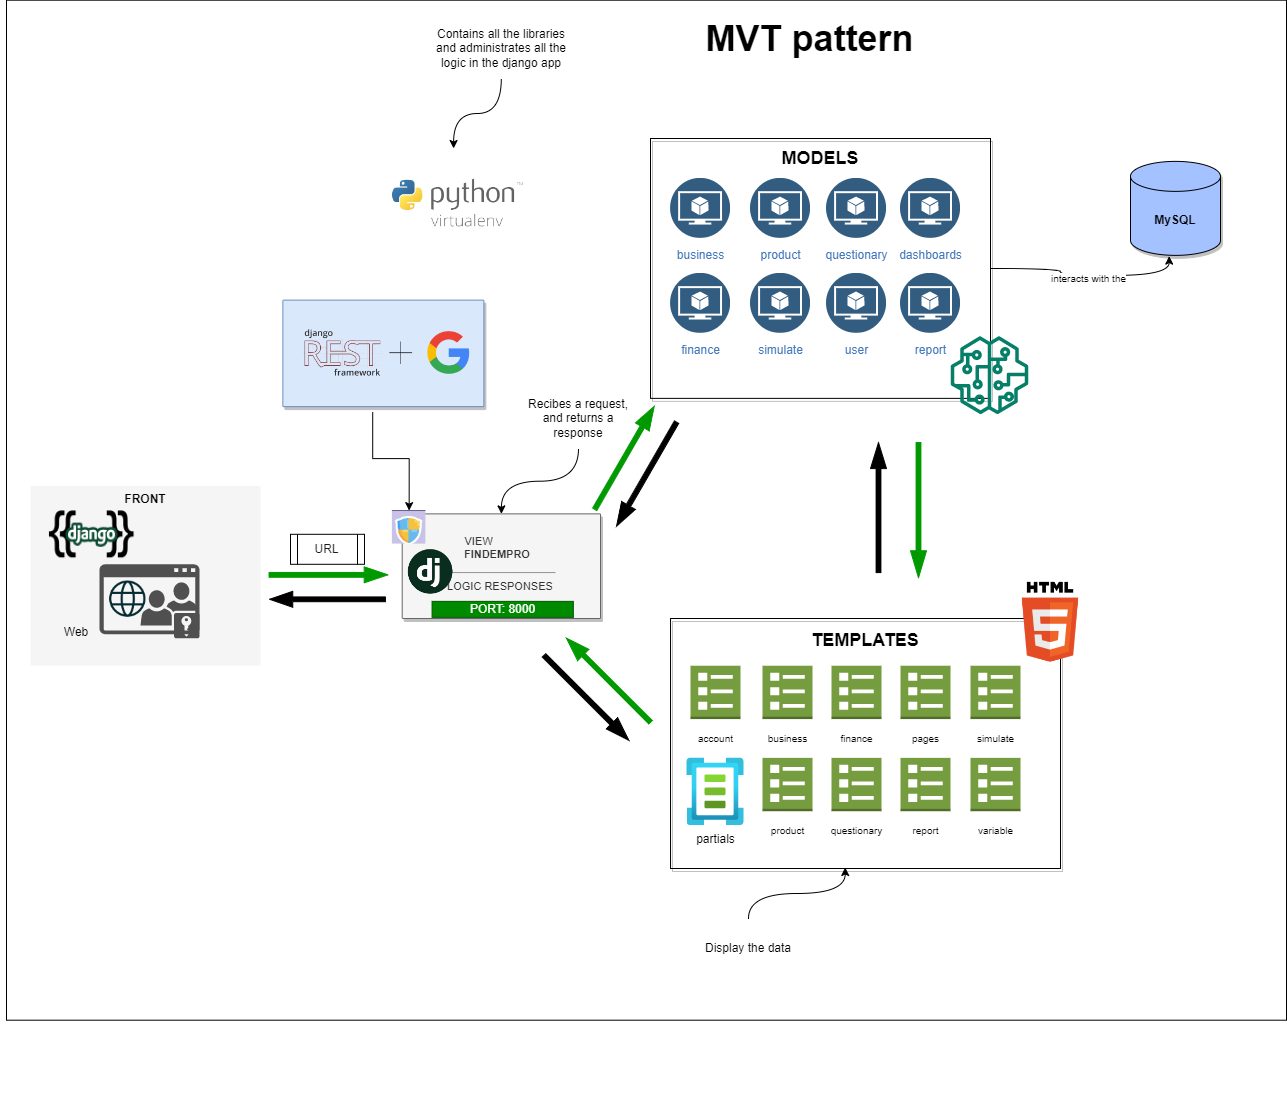 MVT pattern
Contains all the libraries
and administrates all the
logic in the django app
python™
virtualenv
MODELS
business
product
questionary
dashboards
finance
simulate
user
report
MySQL
interacts with the
django
REST
framework
+
G
Recibes a request,
and returns a
response
FRONT
{{django}}
Web
URL
VIEW
FINDEMPRO
dj
LOGIC RESPONSES
PORT: 8000
HTML
5
TEMPLATES
account
business
finance
pages
simulate
partials
product
questionary
report
variable
Display the data